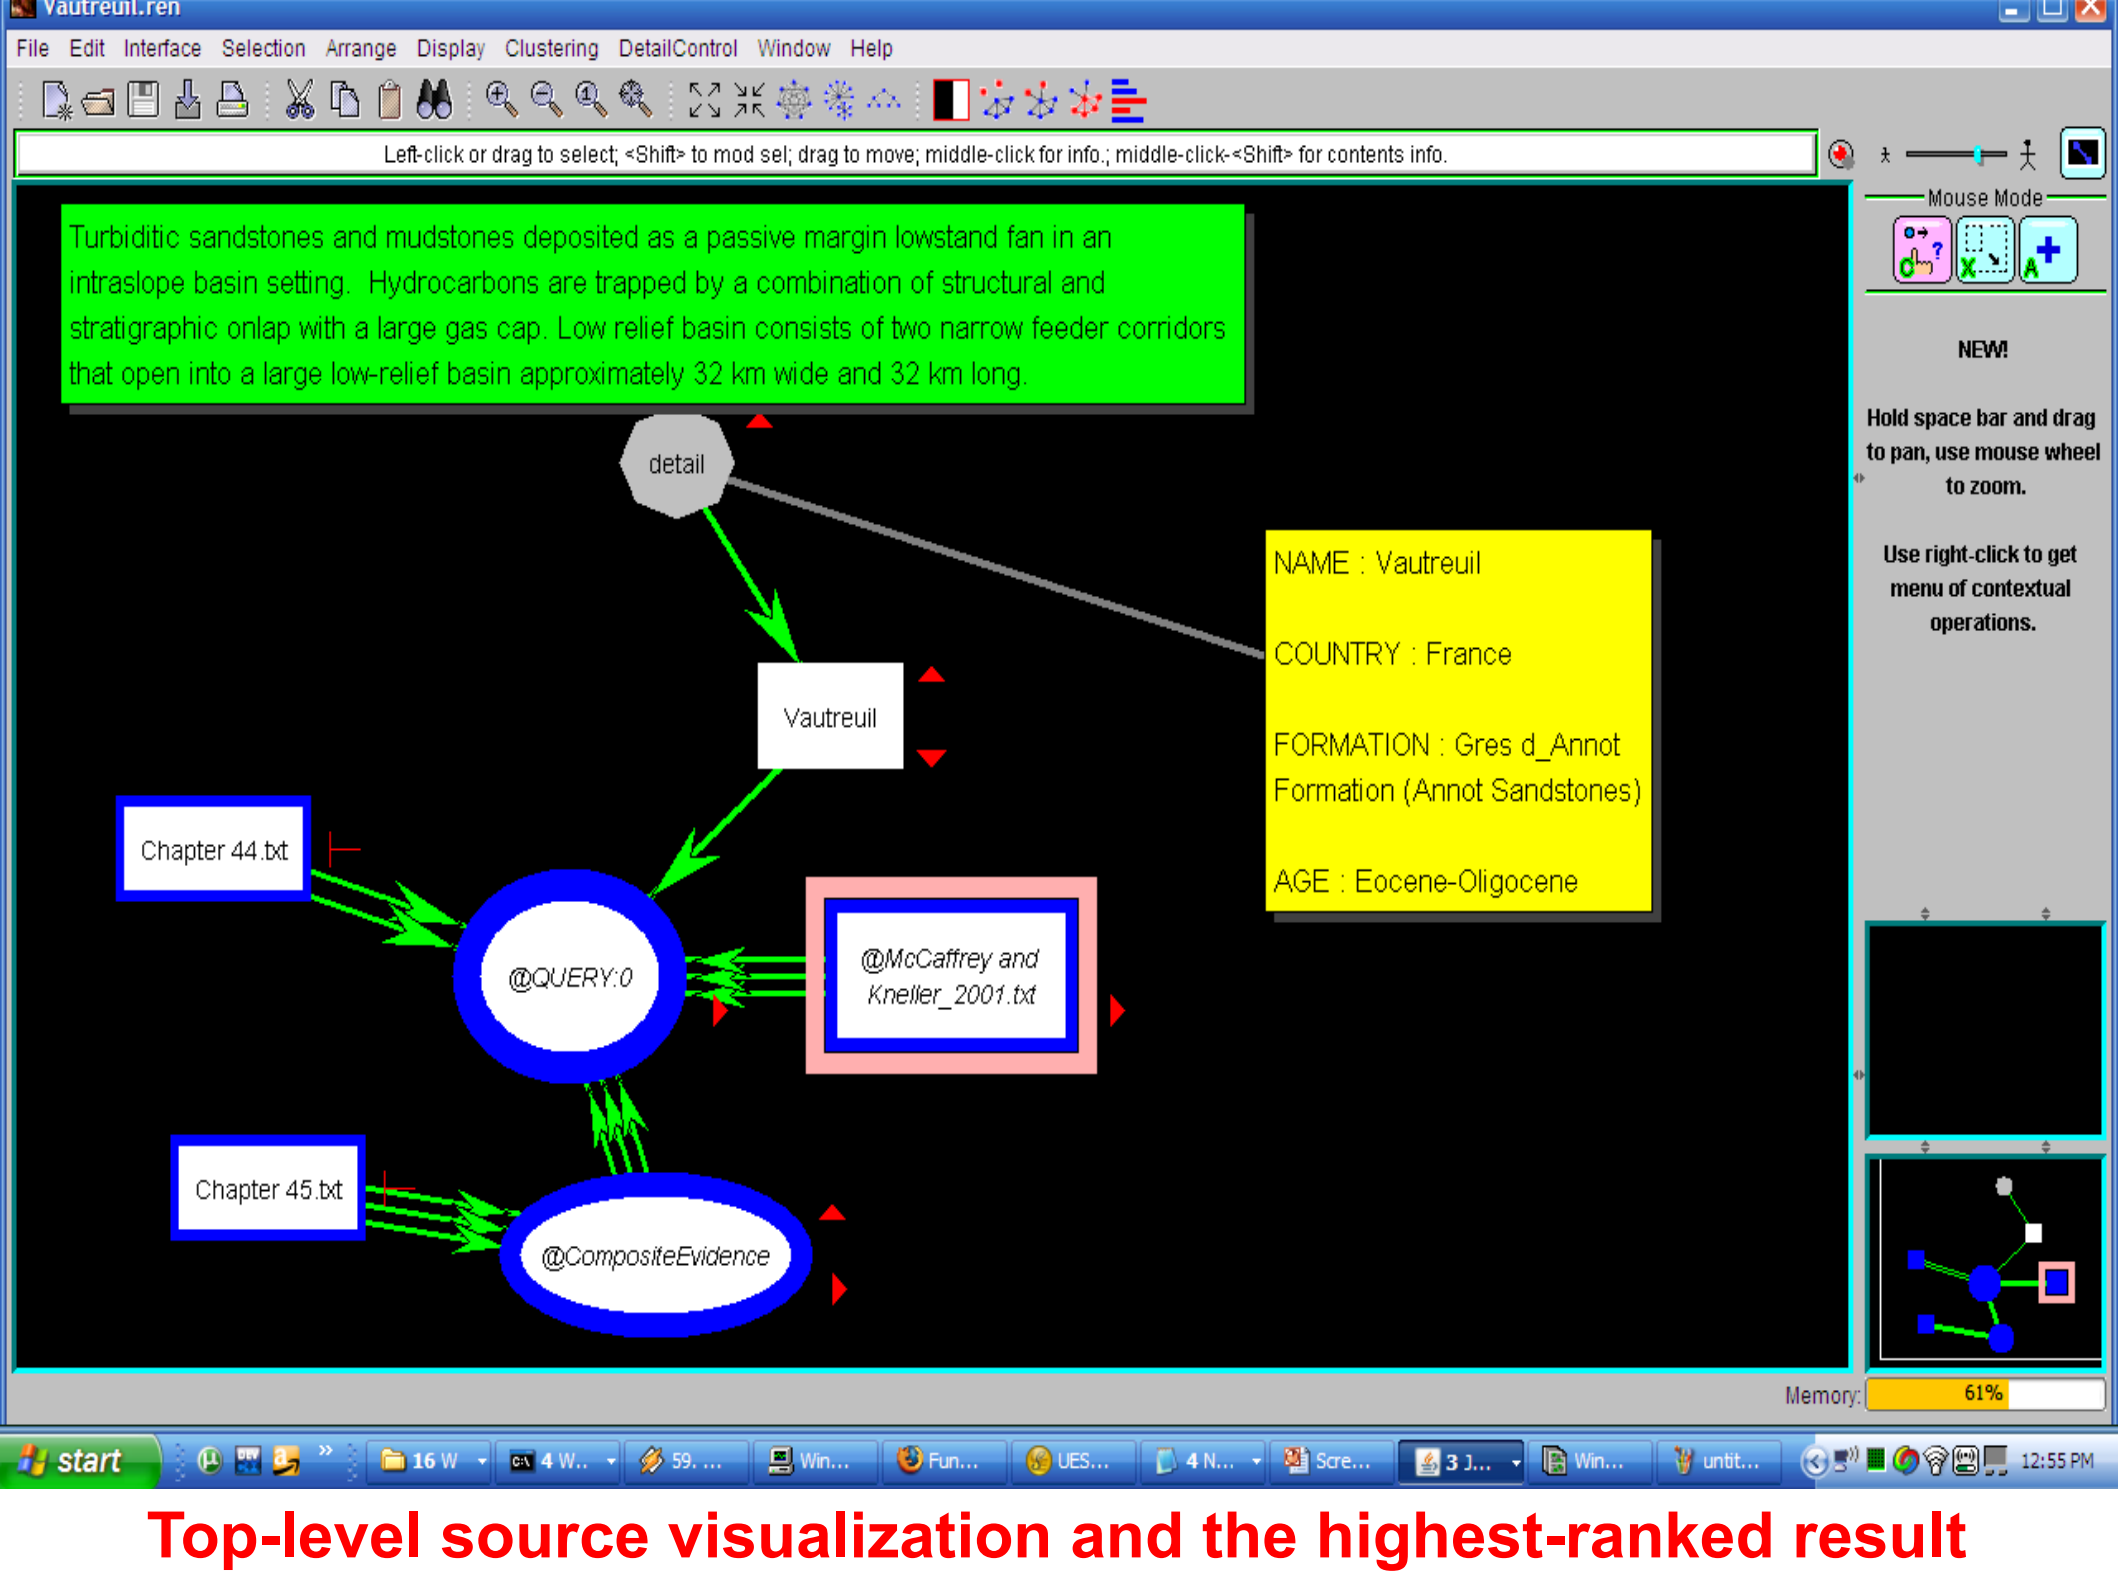 Vautreuil.ren
File Edit Interface Selection Arrange Display Clustering DetailControl Window Help
Left-click or drag to select; <Shift> to mod sel; drag to move; middle-click for info.; middle-click-<Shift> for contents info.
Mouse Mode
C ? X A
NEW!
Hold space bar and drag
to pan, use mouse wheel
to zoom.
Use right-click to get
menu of contextual
operations.
Turbiditic sandstones and mudstones deposited as a passive margin lowstand fan in an
intraslope basin setting.  Hydrocarbons are trapped by a combination of structural and
stratigraphic onlap with a large gas cap. Low relief basin consists of two narrow feeder corridors
that open into a large low-relief basin approximately 32 km wide and 32 km long.
detail
NAME : Vautreuil
COUNTRY : France
FORMATION : Gres d_Annot
Formation (Annot Sandstones)
AGE : Eocene-Oligocene
Vautreuil
Chapter 44.txt
@QUERY:0
@McCaffrey and
Kneller_2001.txt
Chapter 45.txt
@CompositeEvidence
Memory: 61%
start » 16 W 4 W... 59. ... Win... Fun... UES... 4 N... Scre... 3 J... Win... untit... 12:55 PM
Top-level source visualization and the highest-ranked result